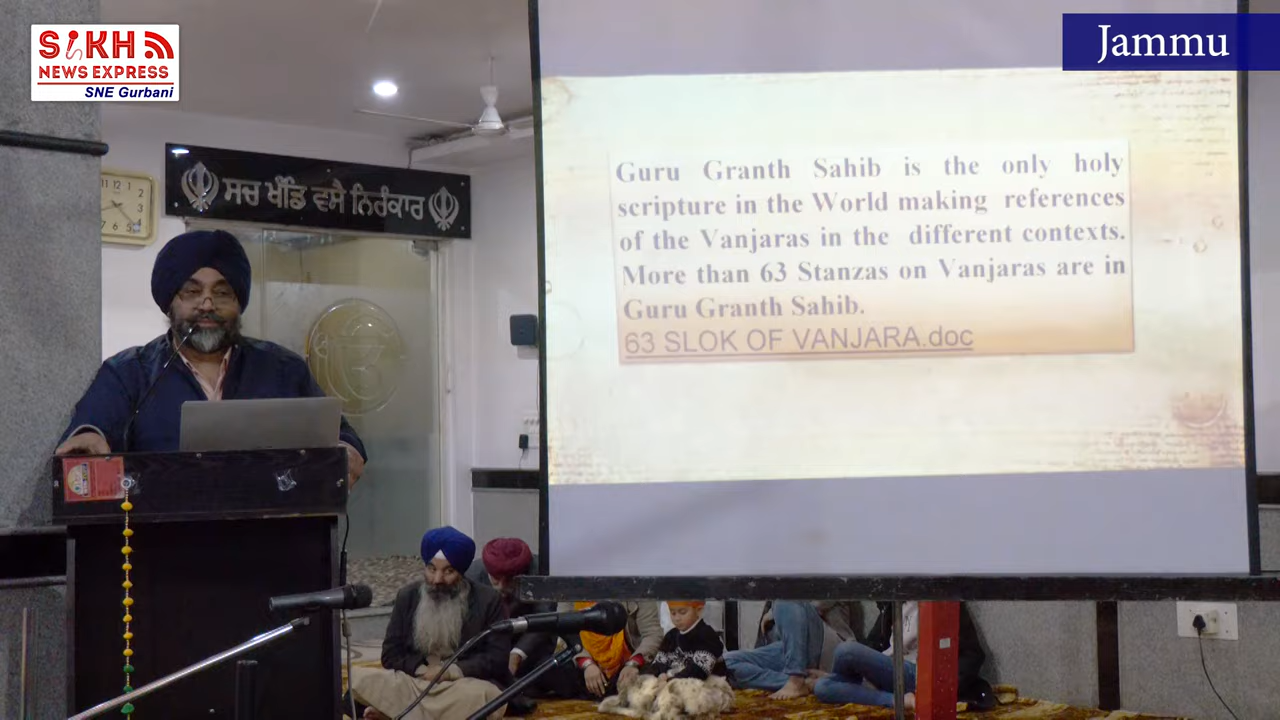 SIKH
NEWS EXPRESS
SNE Gurbani
Jammu
ਸਚ ਖੰਡਿ ਵਸੈ ਨਿਰੰਕਾਰ
Guru Granth Sahib is the only holy
scripture in the World making references
of the Vanjaras in the different contexts.
More than 63 Stanzas on Vanjaras are in
Guru Granth Sahib.
63 SLOK OF VANJARA.doc